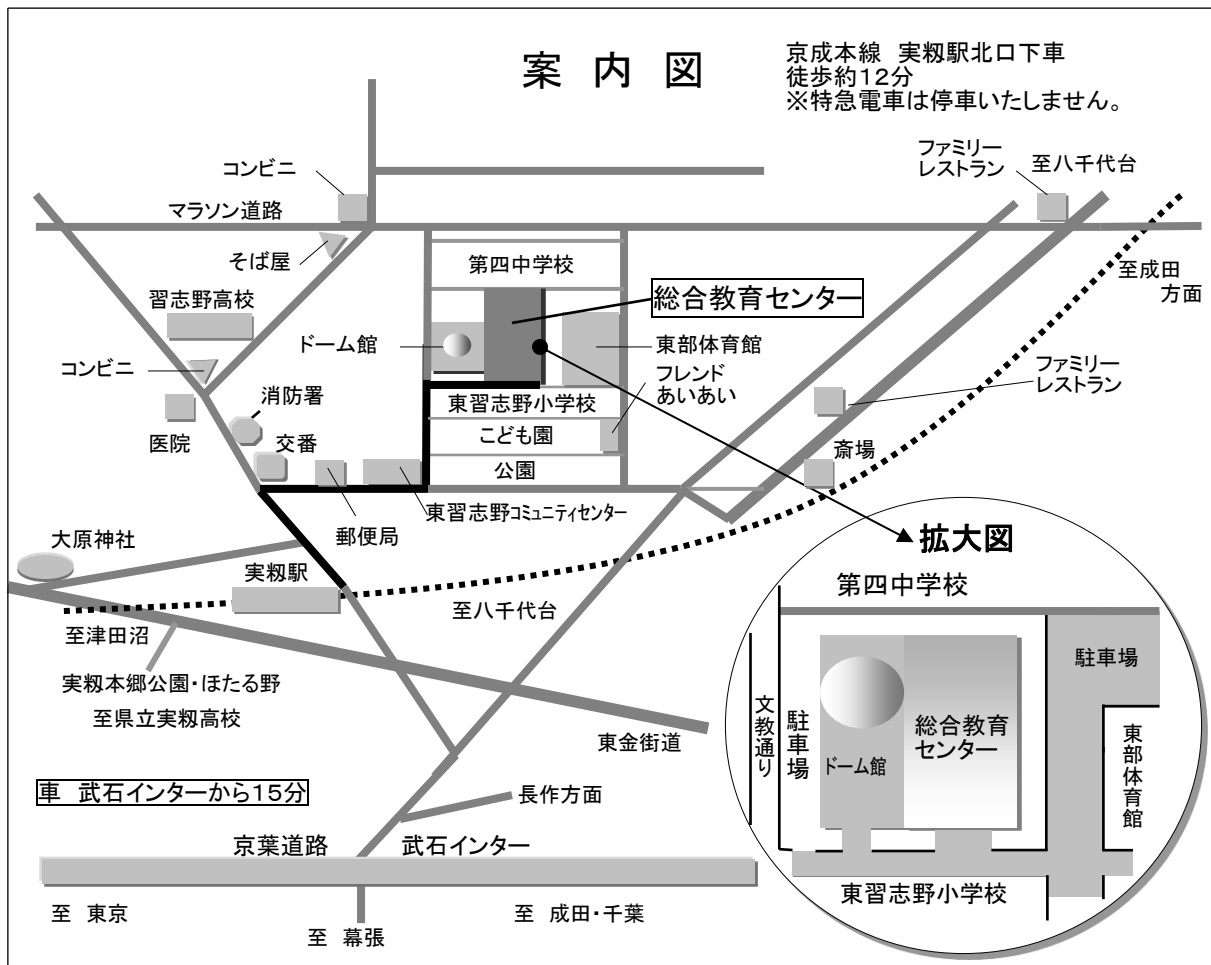 案 内 図
京成本線 実籾駅北口下車
徒歩約12分
※特急電車は停車いたしません。
コンビニ
ファミリー
レストラン
至八千代台
マラソン道路
そば屋
第四中学校
至成田
方面
総合教育センター
習志野高校
ドーム館
東部体育館
コンビニ
フレンド
あいあい
ファミリー
レストラン
消防署
東習志野小学校
医院
交番
こども園
斎場
公園
東習志野コミュニティセンター
郵便局
大原神社
実籾駅
拡大図
至八千代台
至津田沼
実籾本郷公園・ほたる野
至県立実籾高校
東金街道
車 武石インターから15分
長作方面
京葉道路
武石インター
至 東京
至 成田・千葉
至 幕張
第四中学校
駐車場
文教通り
駐車場
総合教育
センター
ドーム館
東部体育館
東習志野小学校